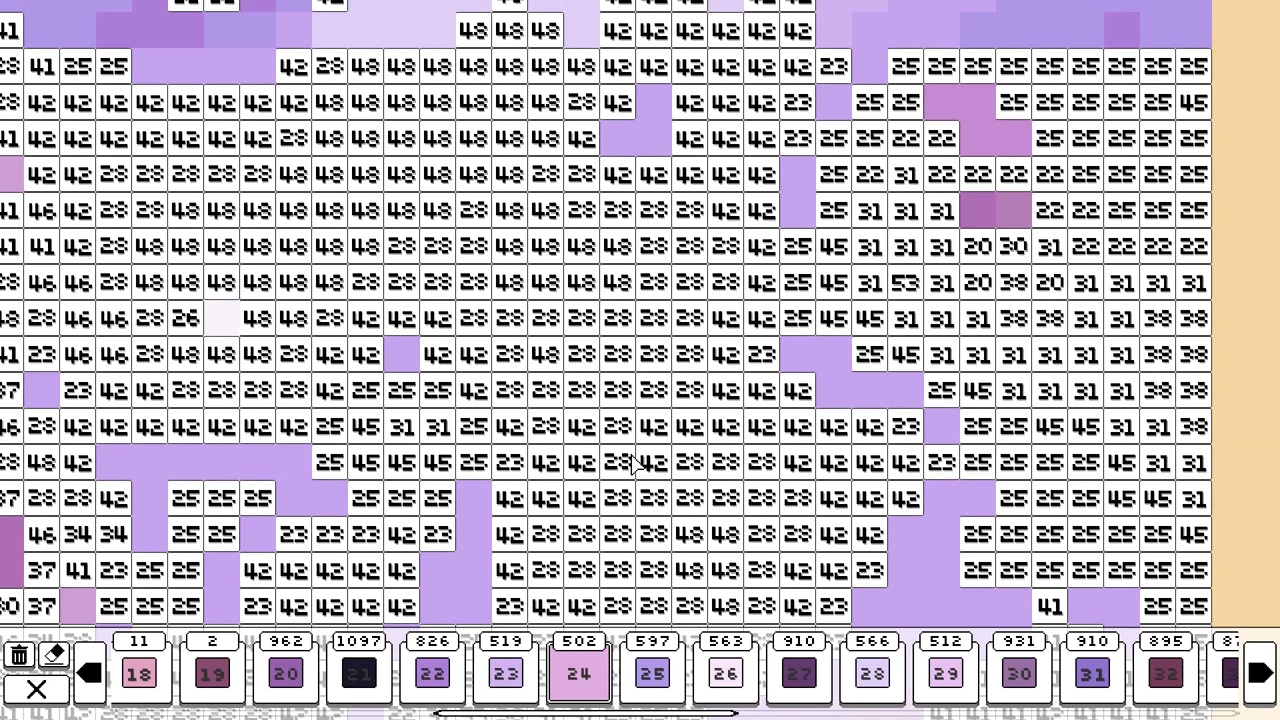 41 48 48 48 42 42 42 42 42 42
28 41 25 25 42 28 48 48 48 48 48 48 48 42 42 42 42 42 42 23 25 25 25 25 25 25 25 25 25
28 42 42 42 42 42 42 42 42 48 48 48 48 48 48 48 28 42 42 42 42 23 25 25 25 25 25 25 25 45
41 42 42 42 42 42 42 42 28 48 48 48 48 48 48 48 42 42 42 42 23 25 25 22 22 25 25 25 25 25
42 42 28 28 28 28 28 48 48 48 48 48 48 28 28 42 42 42 42 42 25 22 31 22 22 22 22 25 25 25 25
41 46 42 28 28 48 48 48 48 48 48 48 48 28 48 28 28 28 28 28 42 42 25 31 31 31 22 22 25 25 25
41 41 42 28 48 48 48 48 48 48 48 28 28 28 48 48 48 48 28 28 28 42 25 45 31 31 31 20 30 31 22 22 22 22
28 46 46 28 48 48 48 48 48 48 28 28 28 28 48 48 48 48 28 28 28 42 25 45 31 53 31 20 38 20 31 31 31 31
48 28 46 46 28 26 48 48 28 42 42 42 28 28 28 28 28 28 28 42 42 25 45 45 31 31 31 38 38 31 31 38 38
41 23 46 46 28 48 48 48 28 42 42 42 42 28 48 28 28 28 28 42 23 25 45 31 31 31 31 31 31 38 38
37 23 42 42 28 28 28 28 42 25 25 25 42 28 28 28 28 28 28 42 42 42 25 45 31 31 31 31 38 38
46 28 42 42 42 42 42 42 42 25 45 31 31 25 42 28 42 28 42 42 42 42 42 42 42 23 25 25 45 45 31 31 38
28 48 42 25 45 45 45 25 23 42 42 28 42 28 28 28 42 42 42 42 23 25 25 25 25 45 31 31
37 28 28 42 25 25 25 25 25 25 42 42 42 28 28 28 28 28 28 42 42 42 25 25 25 45 45 31
46 34 34 25 25 23 23 23 42 23 42 28 28 28 28 48 48 28 28 42 42 25 25 25 25 25 25 45
37 41 23 25 25 42 42 42 42 42 42 28 28 28 28 48 48 28 42 42 23 25 25 25 25 25 25 25
30 37 25 25 25 23 42 42 42 42 23 42 42 28 28 28 48 28 42 23 41 25 25
11 2 962 1097 826 519 502 597 563 910 566 512 931 910 895
18 19 20 21 22 23 24 25 26 27 28 29 30 31 32